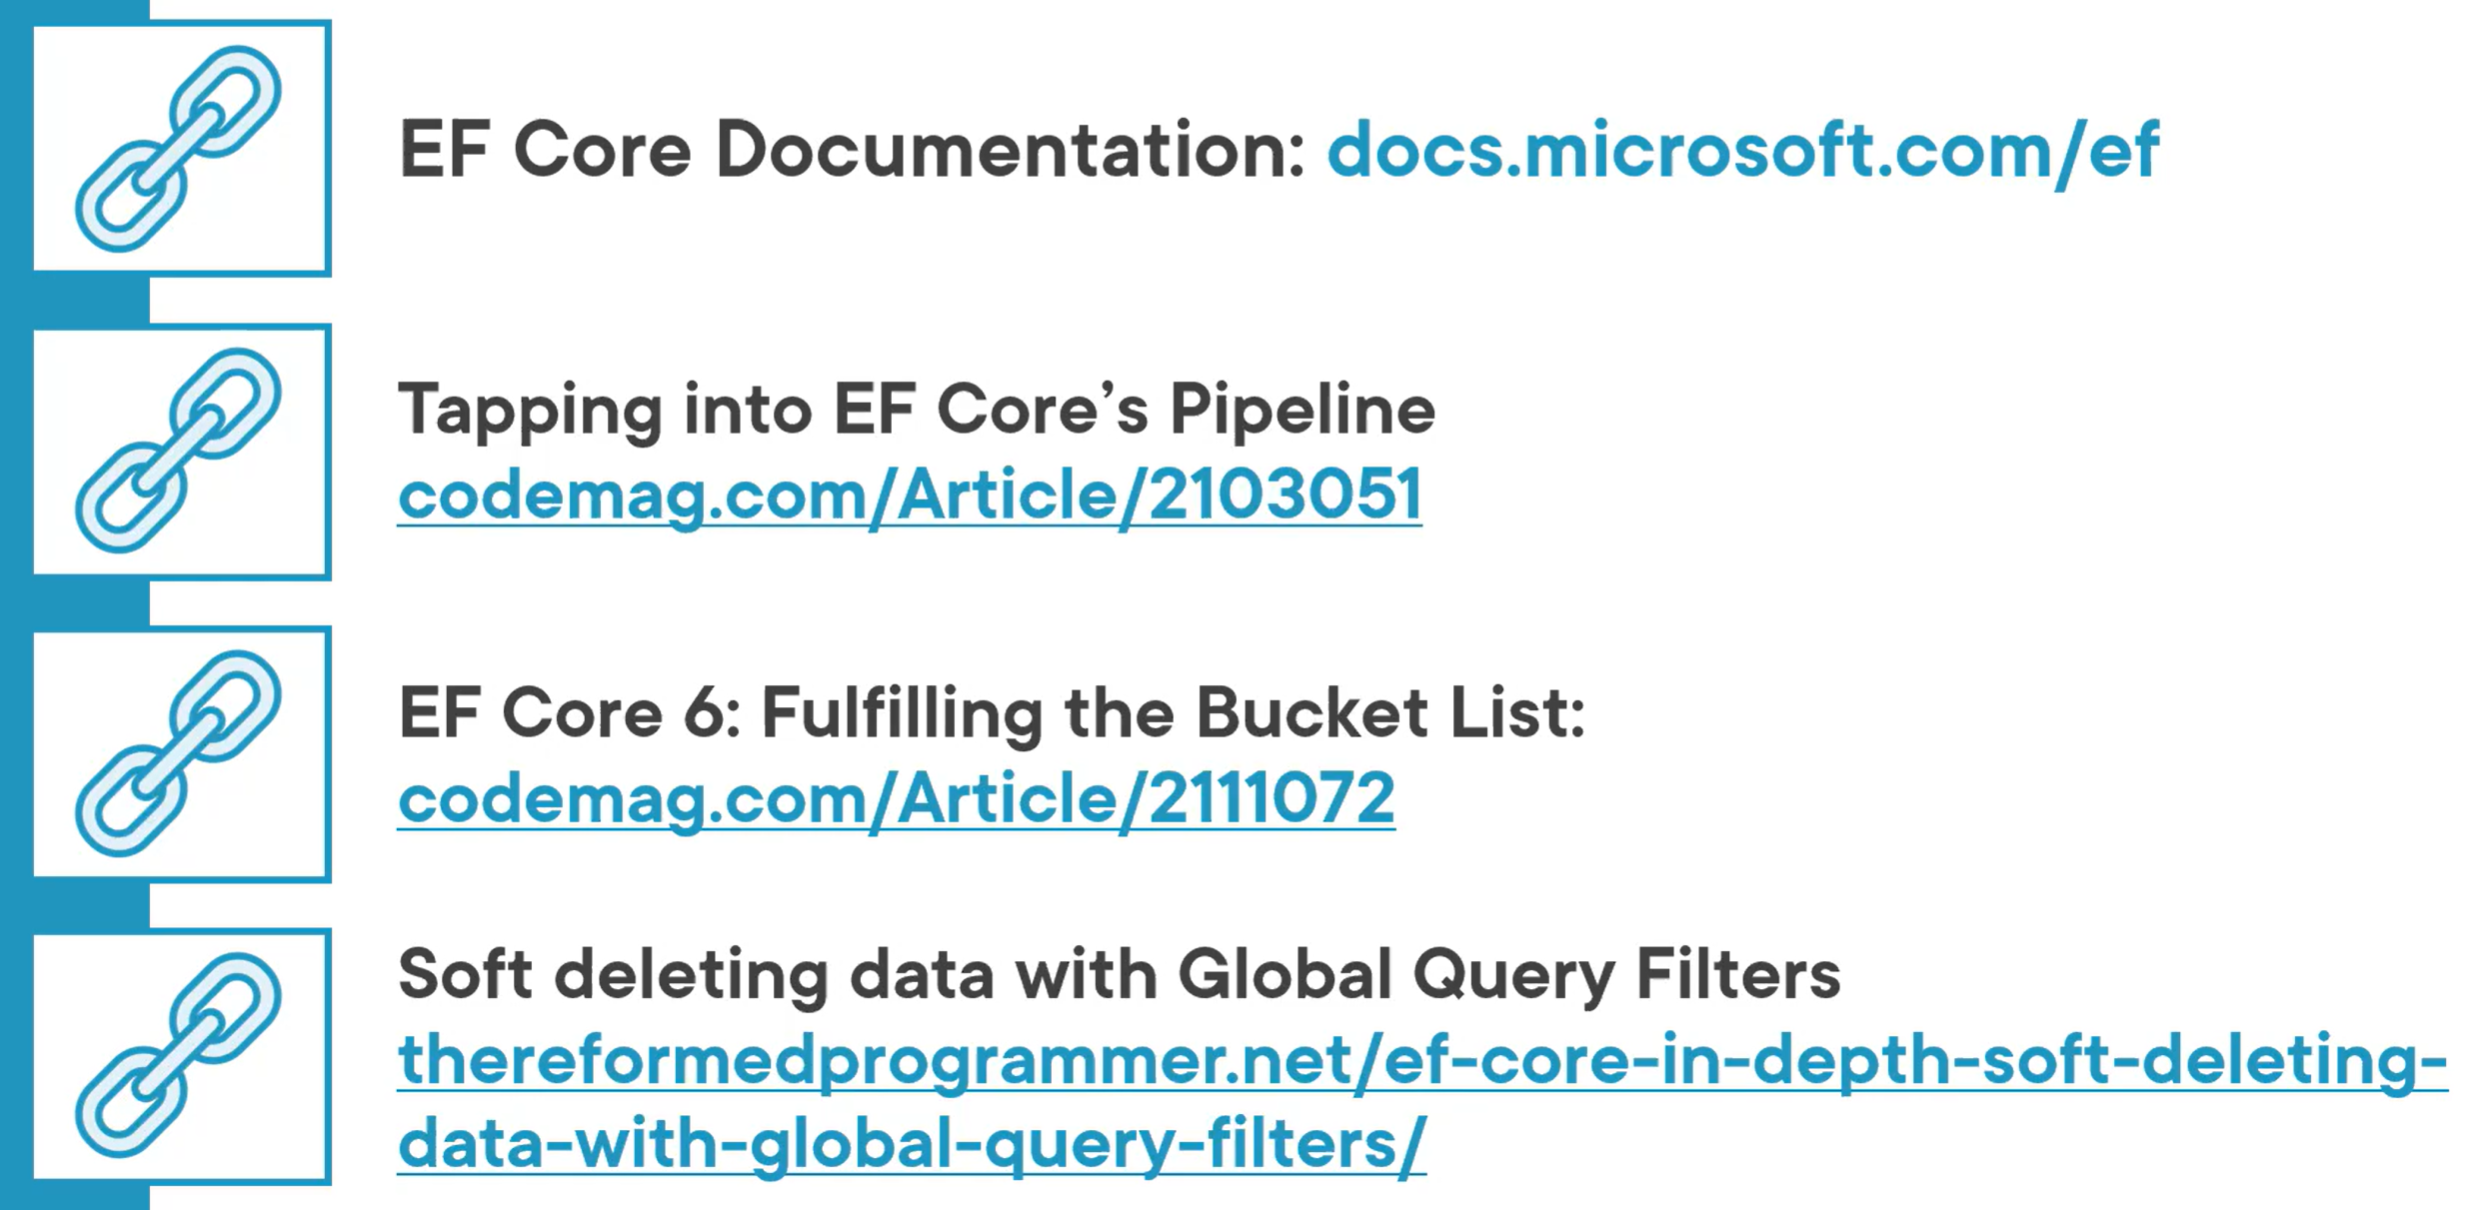 EF Core Documentation: docs.microsoft.com/ef
Tapping into EF Core’s Pipeline
codemag.com/Article/2103051
EF Core 6: Fulfilling the Bucket List:
codemag.com/Article/2111072
Soft deleting data with Global Query Filters
thereformedprogrammer.net/ef-core-in-depth-soft-deleting-
data-with-global-query-filters/